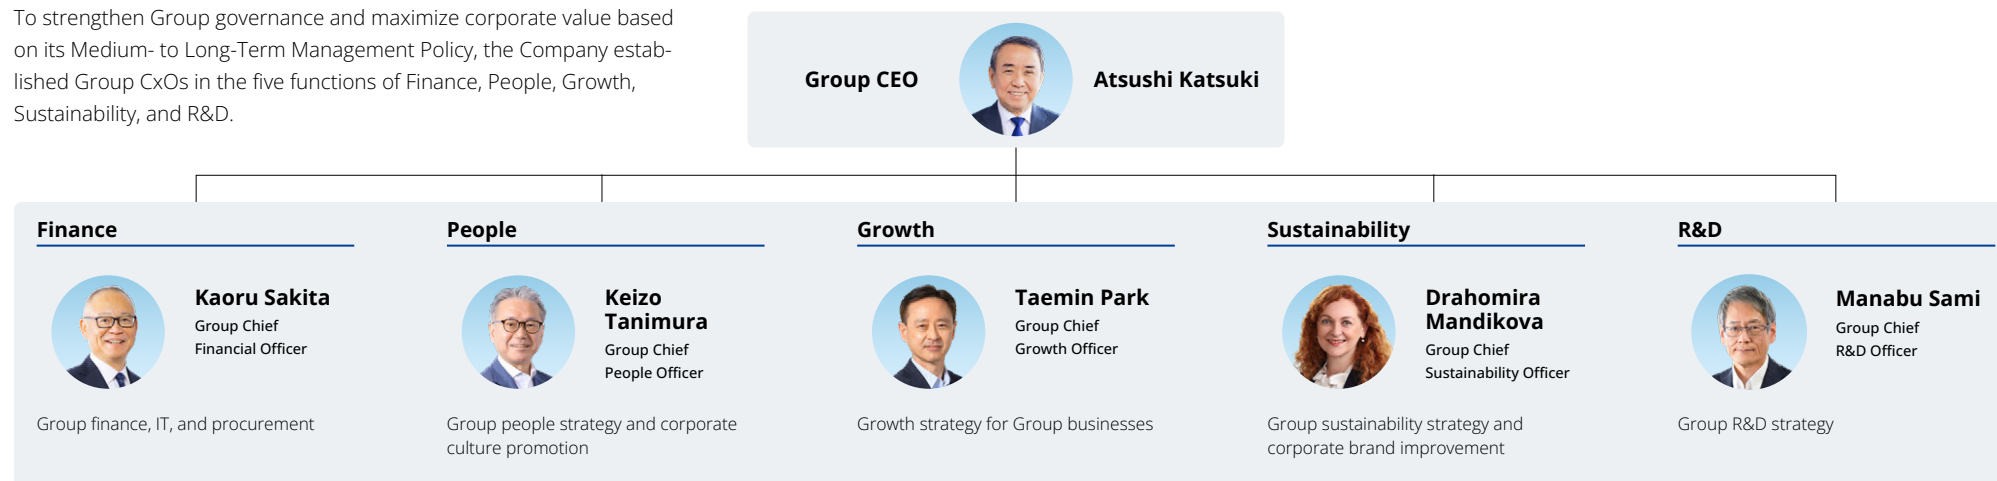 To strengthen Group governance and maximize corporate value based
on its Medium- to Long-Term Management Policy, the Company estab-
lished Group CxOs in the five functions of Finance, People, Growth,
Sustainability, and R&D.
Group CEO
Atsushi Katsuki
Finance
Kaoru Sakita
Group Chief
Financial Officer
Group finance, IT, and procurement
People
Keizo
Tanimura
Group Chief
People Officer
Group people strategy and corporate
culture promotion
Growth
Taemin Park
Group Chief
Growth Officer
Growth strategy for Group businesses
Sustainability
Drahomira
Mandikova
Group Chief
Sustainability Officer
Group sustainability strategy and
corporate brand improvement
R&D
Manabu Sami
Group Chief
R&D Officer
Group R&D strategy